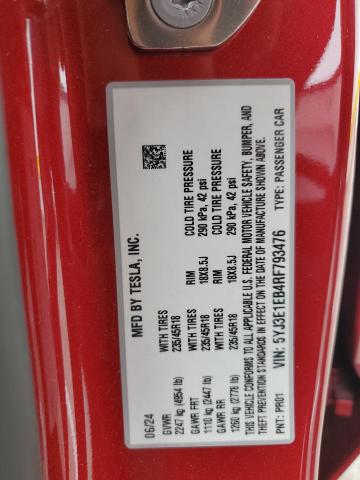 MFD BY TESLA, INC.
06/24
GVWR
2247 kg (4954 lb)
GAWR FRT WITH TIRES RIM COLD TIRE PRESSURE
1110 kg (2447 lb) 235/45R18 18X8.5J 290 kPa, 42 psi
GAWR RR WITH TIRES RIM COLD TIRE PRESSURE
1260 kg (2778 lb) 235/45R18 18X8.5J 290 kPa, 42 psi
THIS VEHICLE CONFORMS TO ALL APPLICABLE U.S. FEDERAL MOTOR VEHICLE SAFETY, BUMPER, AND
THEFT PREVENTION STANDARDS IN EFFECT ON THE DATE OF MANUFACTURE SHOWN ABOVE.
PNT: PR01 VIN: 5YJ3E1EB4RF793476 TYPE: PASSENGER CAR